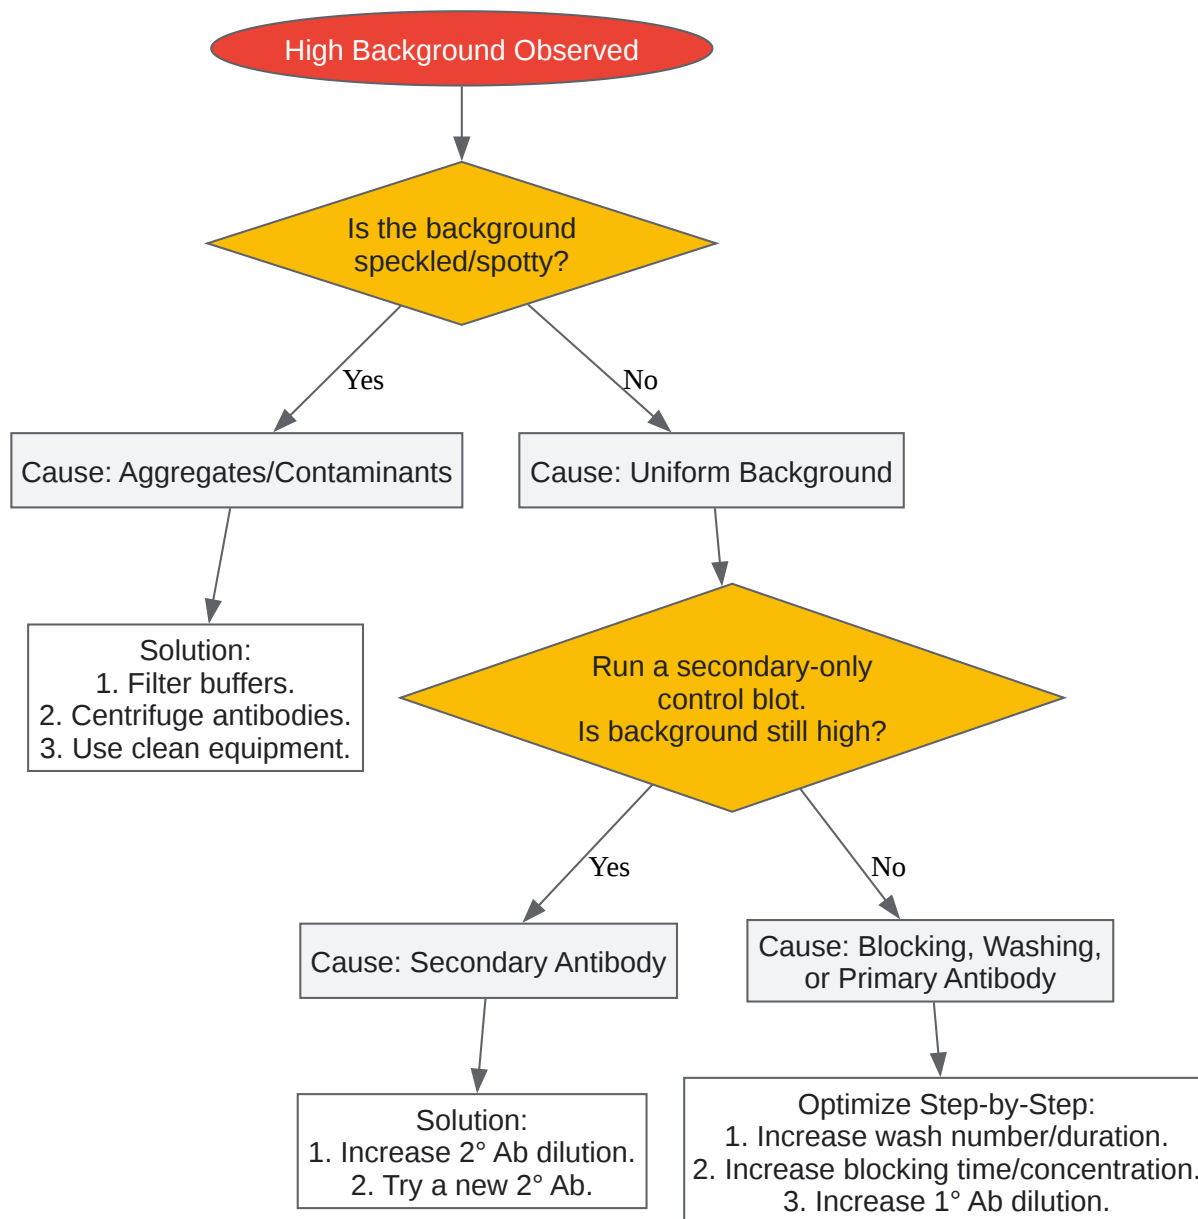 High Background Observed
Is the background
speckled/spotty?
Yes
No
Cause: Aggregates/Contaminants
Cause: Uniform Background
Solution:
1. Filter buffers.
2. Centrifuge antibodies.
3. Use clean equipment.
Run a secondary-only
control blot.
Is background still high?
Yes
No
Cause: Secondary Antibody
Cause: Blocking, Washing,
or Primary Antibody
Solution:
1. Increase 2° Ab dilution.
2. Try a new 2° Ab.
Optimize Step-by-Step:
1. Increase wash number/duration.
2. Increase blocking time/concentration.
3. Increase 1° Ab dilution.